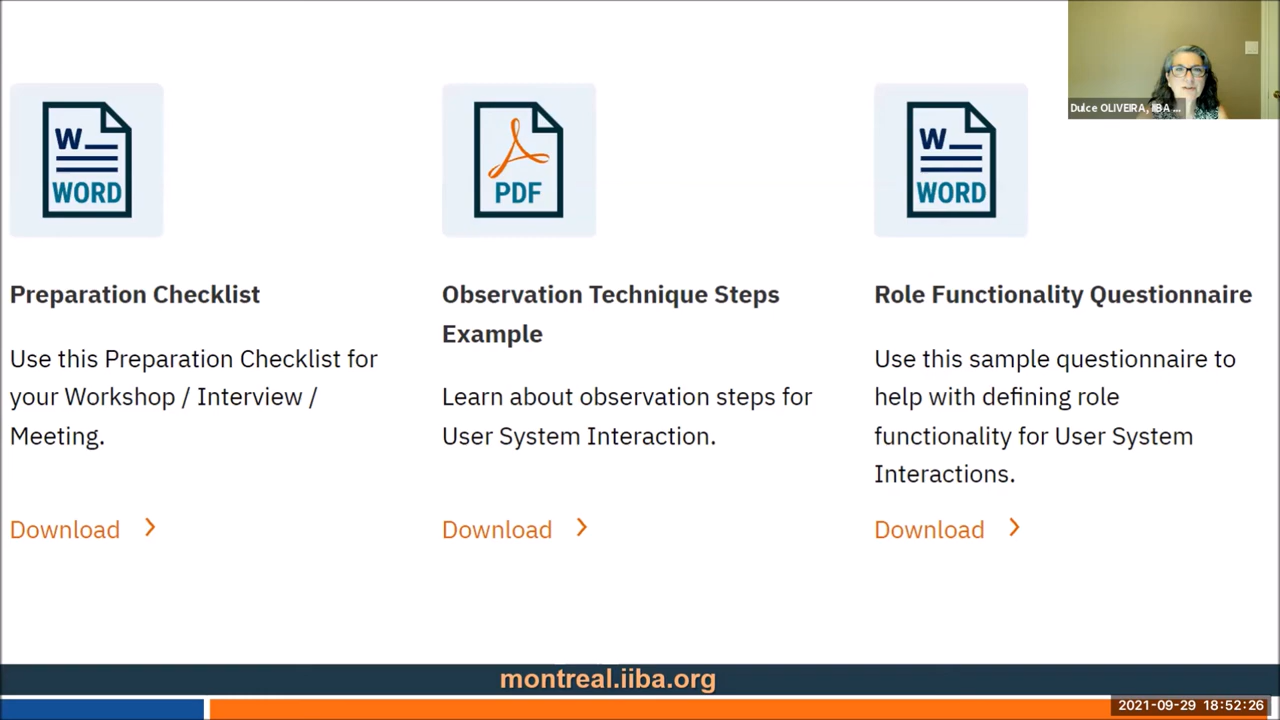 Dulce OLIVEIRA, IIBA ...
W
WORD
PDF
W
WORD
Preparation Checklist
Use this Preparation Checklist for
your Workshop / Interview /
Meeting.
Download
Observation Technique Steps
Example
Learn about observation steps for
User System Interaction.
Download
Role Functionality Questionnaire
Use this sample questionnaire to
help with defining role
functionality for User System
Interactions.
Download
montreal.iiba.org
2021-09-29 18:52:26